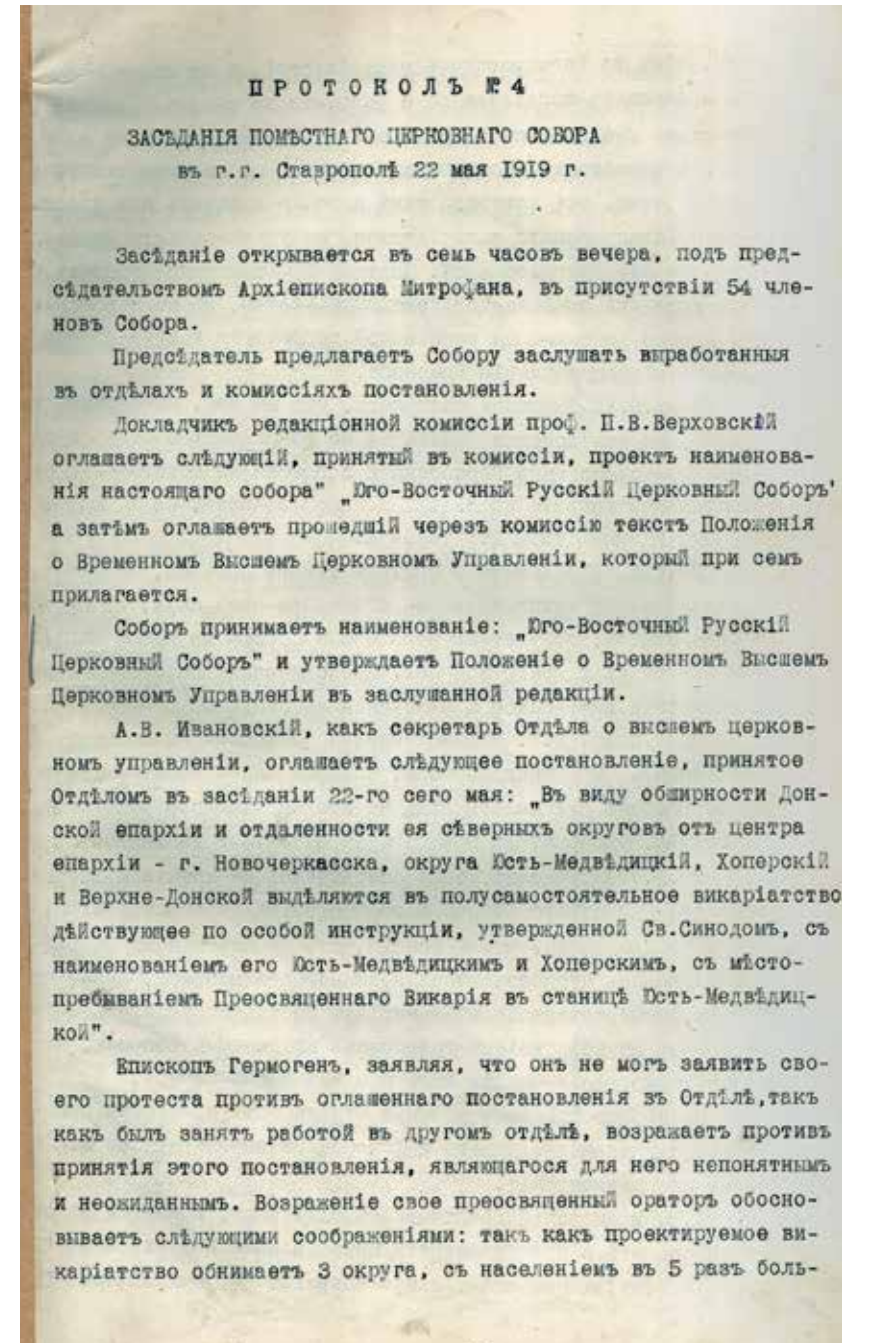 ПРОТОКОЛЪ № 4
ЗАСѢДАНІЯ ПОМѢСТНАГО ЦЕРКОВНАГО СОБОРА
въ г.г. Ставрополѣ 22 мая 1919 г.
Засѣданіе открывается въ семь часовъ вечера, подъ пред-
сѣдательствомъ Архіепископа Митрофана, въ присутствіи 54 чле-
новъ Собора.
Предсѣдатель предлагаетъ Собору заслушать выработанныя
въ отдѣлахъ и комиссіяхъ постановленія.
Докладчикъ редакціонной комиссіи проф. П.В.Верховскій
оглашаетъ слѣдующій, принятый въ комиссіи, проектъ наименова-
нія настоящаго собора" „Юго-Восточный Русскій Церковный Соборъ'
а затѣмъ оглашаетъ прошедшій черезъ комиссію текстъ Положенія
о Временномъ Высшемъ Церковномъ Управленіи, который при семъ
прилагается.
Соборъ принимаетъ наименованіе: „Юго-Восточный Русскій
Церковный Соборъ" и утверждаетъ Положеніе о Временномъ Высшемъ
Церковномъ Управленіи въ заслушанной редакціи.
А.В. Ивановскій, какъ секретарь Отдѣла о высшемъ церков-
номъ управленіи, оглашаетъ слѣдующее постановленіе, принятое
Отдѣломъ въ засѣданіи 22-го сего мая: „Въ виду обширности Дон-
ской епархіи и отдаленности ея сѣверныхъ округовъ отъ центра
епархіи - г. Новочеркасска, округа Юсть-Медвѣдицкій, Хоперскій
и Верхне-Донской выдѣляются въ полусамостоятельное викаріатство
дѣйствующее по особой инструкціи, утвержденной Св.Синодомъ, съ
наименованіемъ его Юсть-Медвѣдицкимъ и Хоперскимъ, съ мѣсто-
пребываніемъ Преосвященнаго Викарія въ станицѣ Юсть-Медвѣдиц-
кой".
Епископъ Гермогенъ, заявляя, что онъ не могъ заявить сво-
его протеста противъ оглашеннаго постановленія въ Отдѣлѣ,такъ
какъ былъ занятъ работой въ другомъ отдѣлѣ, возражаетъ противъ
принятія этого постановленія, являющагося для него непонятнымъ
и неожиданнымъ. Возраженіе свое преосвященный ораторъ обосно-
вываетъ слѣдующими соображеніями: такъ какъ проектируемое ви-
каріатство обнимаетъ 3 округа, съ населеніемъ въ 5 разъ боль-